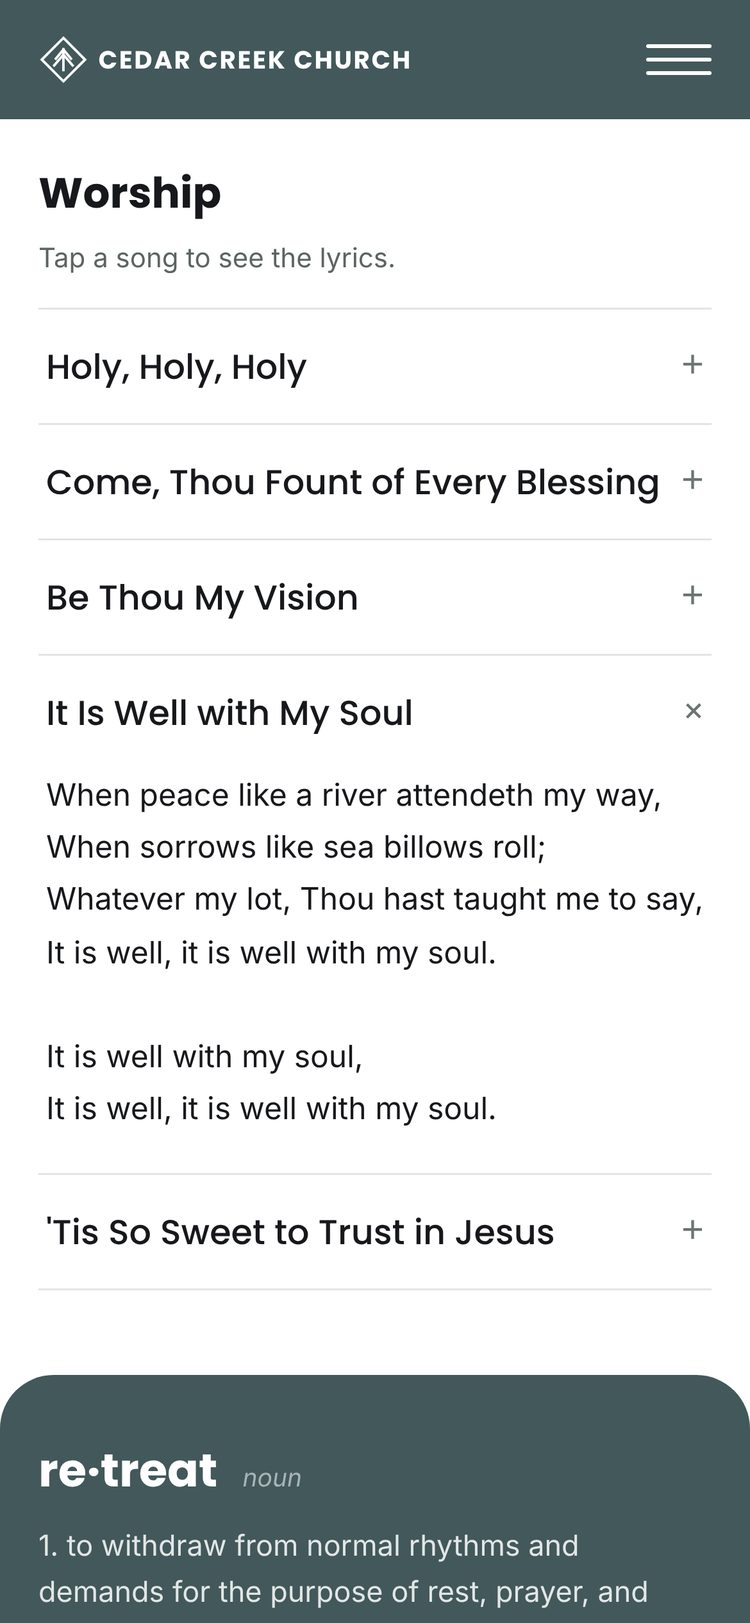 CEDAR CREEK CHURCH
Worship
Tap a song to see the lyrics.
Holy, Holy, Holy
Come, Thou Fount of Every Blessing
Be Thou My Vision
It Is Well with My Soul
When peace like a river attendeth my way,
When sorrows like sea billows roll;
Whatever my lot, Thou hast taught me to say,
It is well, it is well with my soul.
It is well with my soul,
It is well, it is well with my soul.
'Tis So Sweet to Trust in Jesus
re•treat noun
1. to withdraw from normal rhythms and
demands for the purpose of rest, prayer, and